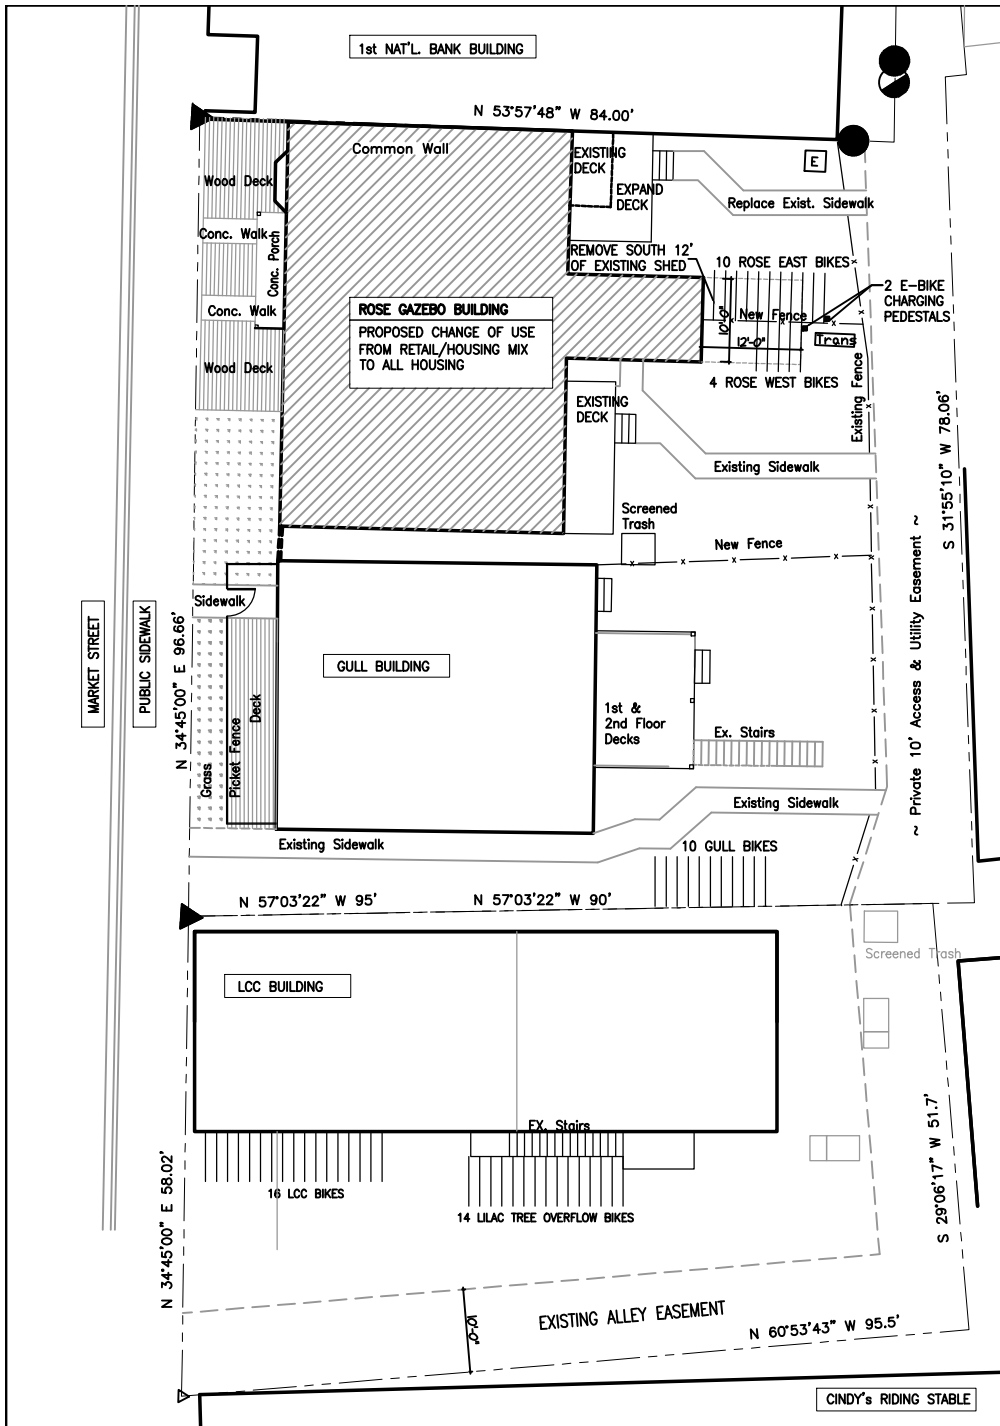 1st NAT'L. BANK BUILDING
N 53°57'48" W 84.00'
Common Wall
EXISTING
DECK
EXPAND
DECK
E
Wood Deck
Replace Exist. Sidewalk
Conc. Walk
Conc. Porch
REMOVE SOUTH 12'
OF EXISTING SHED
10 ROSE EAST BIKES
2 E-BIKE
CHARGING
PEDESTALS
Conc. Walk
ROSE GAZEBO BUILDING
PROPOSED CHANGE OF USE
FROM RETAIL/HOUSING MIX
TO ALL HOUSING
New Fence
10'-0"
12'-0"
Trans
Wood Deck
4 ROSE WEST BIKES
Existing Fence
EXISTING
DECK
Existing Sidewalk
S 31°55'10" W 78.06'
Screened
Trash
New Fence
~ Private 10' Access & Utility Easement ~
Sidewalk
MARKET STREET
PUBLIC SIDEWALK
N 34°45'00" E 96.66'
GULL BUILDING
1st &
2nd Floor
Decks
Ex. Stairs
Grass
Picket Fence
Deck
Existing Sidewalk
Existing Sidewalk
10 GULL BIKES
N 57°03'22" W 95'
N 57°03'22" W 90'
Screened Trash
LCC BUILDING
EX. Stairs
16 LCC BIKES
14 LILAC TREE OVERFLOW BIKES
N 34°45'00" E 58.02'
S 29°06'17" W 51.7'
10'-0"
EXISTING ALLEY EASEMENT
N 60°53'43" W 95.5'
CINDY's RIDING STABLE